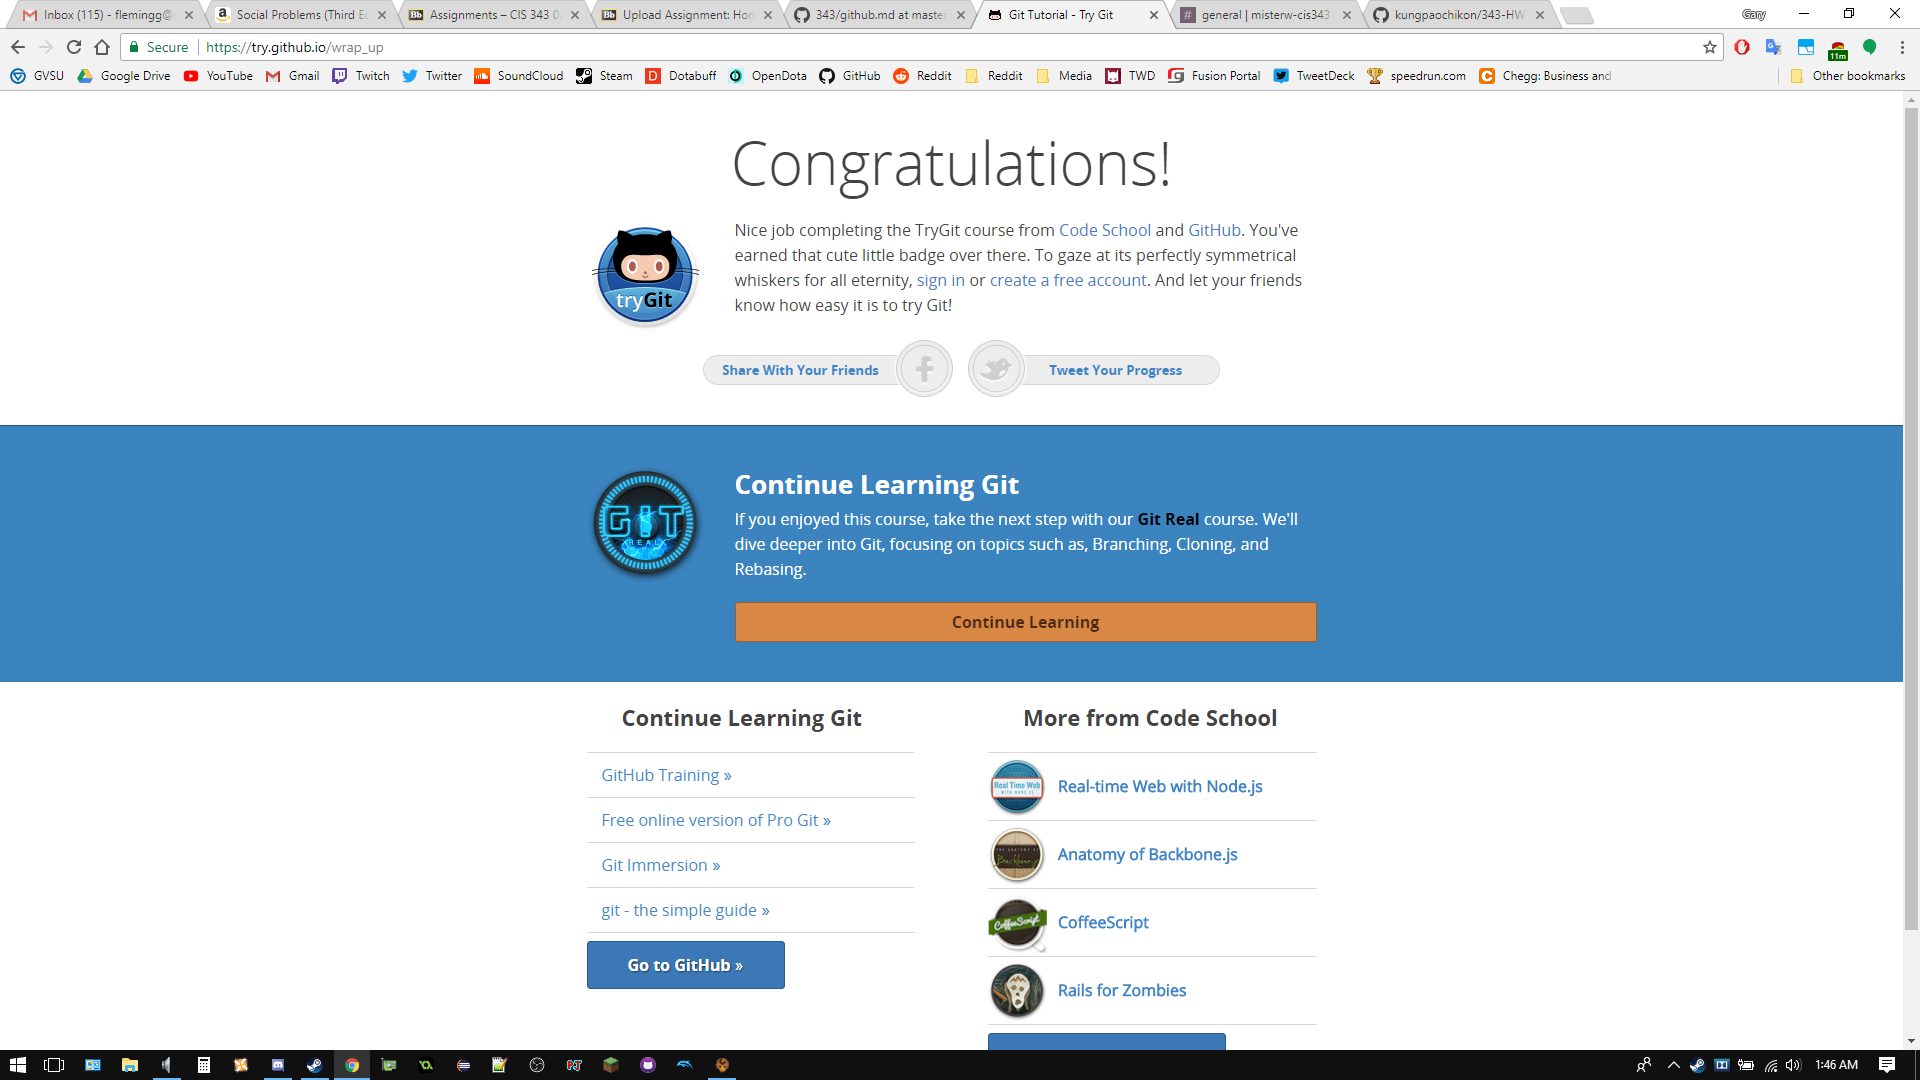 Inbox (115) - flemingg@
Social Problems (Third Ed
Assignments – CIS 343 0
Upload Assignment: Hom
343/github.md at master
Git Tutorial - Try Git
general | misterw-cis343
kungpaochikon/343-HW
Gary
Secure
https://try.github.io/wrap_up
11m
GVSU
Google Drive
YouTube
Gmail
Twitch
Twitter
SoundCloud
Steam
Dotabuff
OpenDota
GitHub
Reddit
Reddit
Media
TWD
Fusion Portal
TweetDeck
speedrun.com
Chegg: Business and
Other bookmarks
Congratulations!
tryGit
Nice job completing the TryGit course from Code School and GitHub. You've
earned that cute little badge over there. To gaze at its perfectly symmetrical
whiskers for all eternity, sign in or create a free account. And let your friends
know how easy it is to try Git!
Share With Your Friends
Tweet Your Progress
GIT
REAL
Continue Learning Git
If you enjoyed this course, take the next step with our Git Real course. We'll
dive deeper into Git, focusing on topics such as, Branching, Cloning, and
Rebasing.
Continue Learning
Continue Learning Git
GitHub Training »
Free online version of Pro Git »
Git Immersion »
git - the simple guide »
Go to GitHub »
More from Code School
Real Time Web
WITH NODE.JS
Real-time Web with Node.js
Anatomy of Backbone.js
CoffeeScript
CoffeeScript
Rails for Zombies
1:46 AM